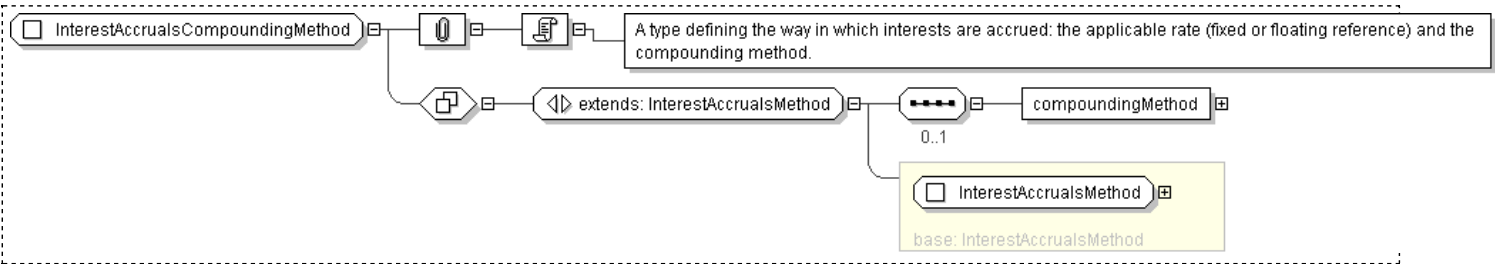 InterestAccrualsCompoundingMethod
A type defining the way in which interests are accrued: the applicable rate (fixed or floating reference) and the
compounding method.
extends: InterestAccrualsMethod
compoundingMethod
0..1
InterestAccrualsMethod
base: InterestAccrualsMethod